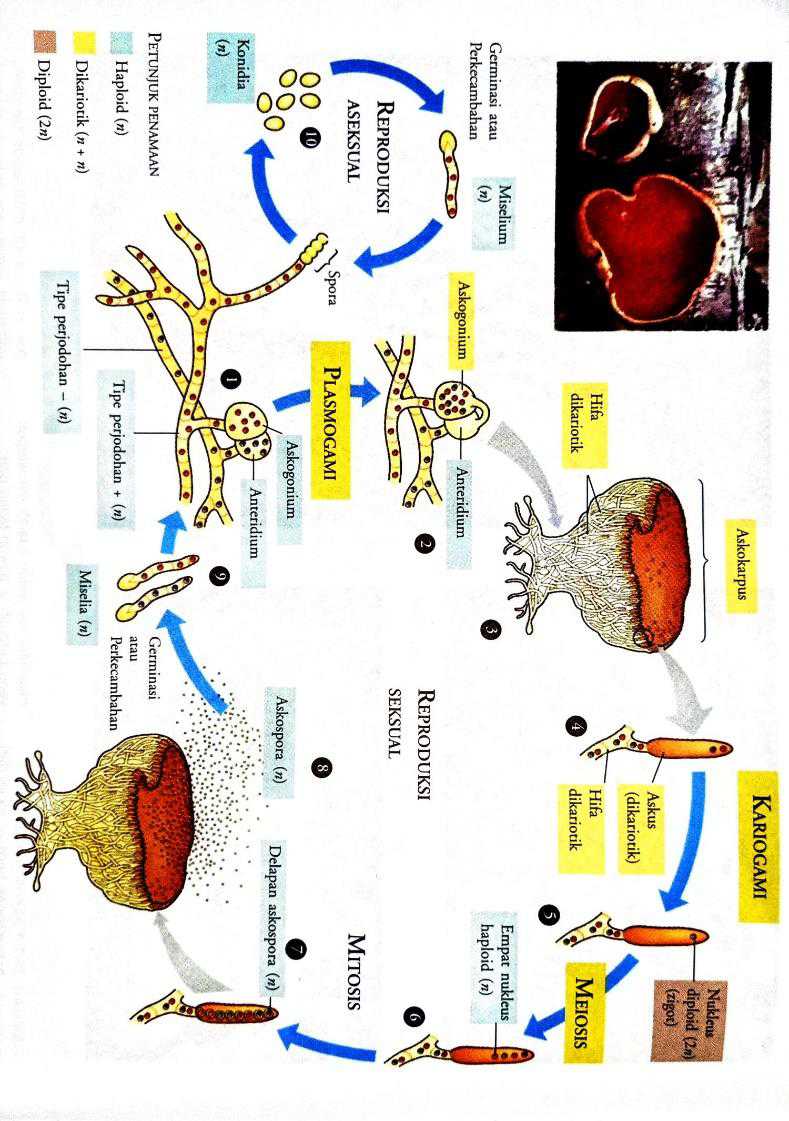 Germinasi atau
Perkecambahan
Miselium
(n)
REPRODUKSI
ASEKSUAL
Konidia
(n)
10
Spora
PETUNJUK PENAMAAN
Haploid (n)
Dikariotik (n + n)
Diploid (2n)
Tipe perjodohan – (n)
Tipe perjodohan + (n)
1
Askogonium
Anteridium
PLASMOGAMI
Askogonium
Anteridium
2
Hifa
dikariotik
Askokarpus
3
REPRODUKSI
SEKSUAL
KARIOGAMI
4
Askus
(dikariotik)
Hifa
dikariotik
5
Nukleus
diploid (2n)
(zigot)
MEIOSIS
Empat nukleus
haploid (n)
6
MITOSIS
7
Delapan askospora (n)
8
Askospora (n)
Germinasi
atau
Perkecambahan
9
Miselia (n)